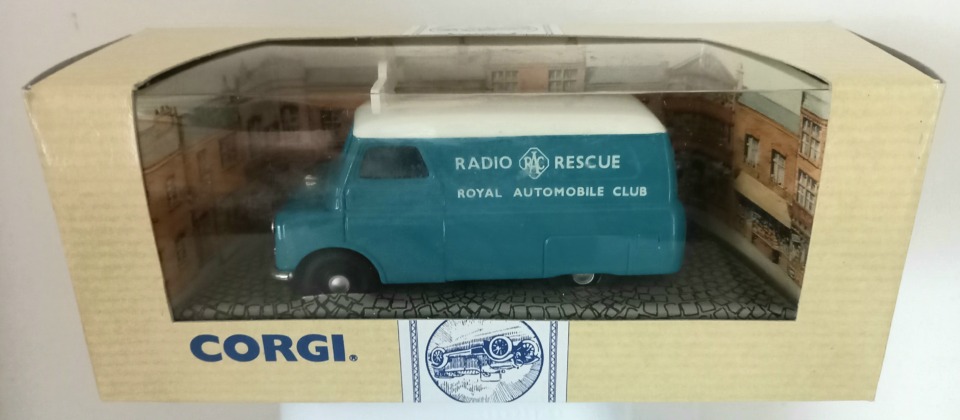 RADIO RAC RESCUE
ROYAL AUTOMOBILE CLUB
CORGI®